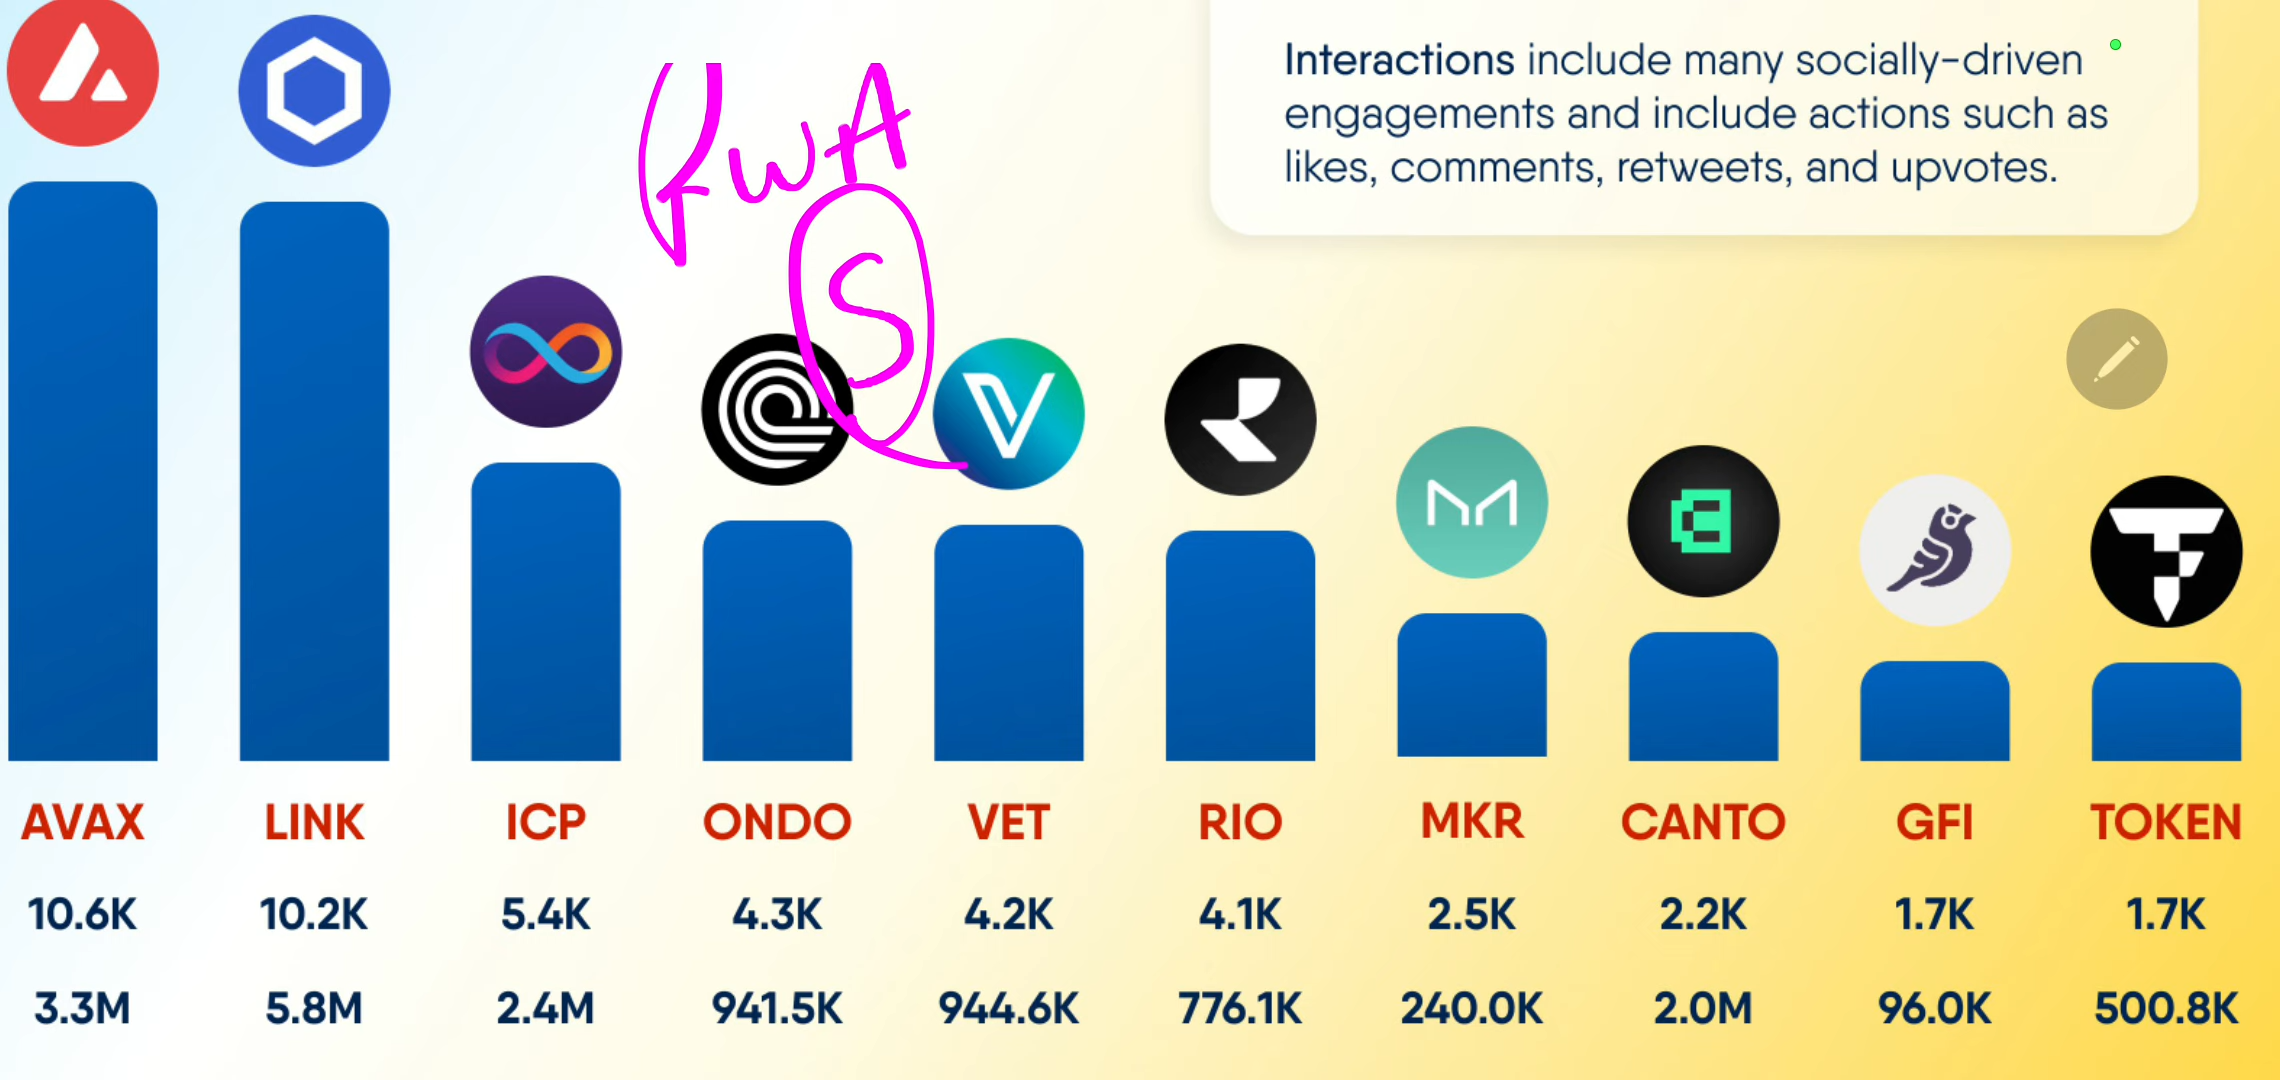 Interactions include many socially-driven
engagements and include actions such as
likes, comments, retweets, and upvotes.
RWA
S
AVAX LINK ICP ONDO VET RIO MKR CANTO GFI TOKEN
10.6K 10.2K 5.4K 4.3K 4.2K 4.1K 2.5K 2.2K 1.7K 1.7K
3.3M 5.8M 2.4M 941.5K 944.6K 776.1K 240.0K 2.0M 96.0K 500.8K